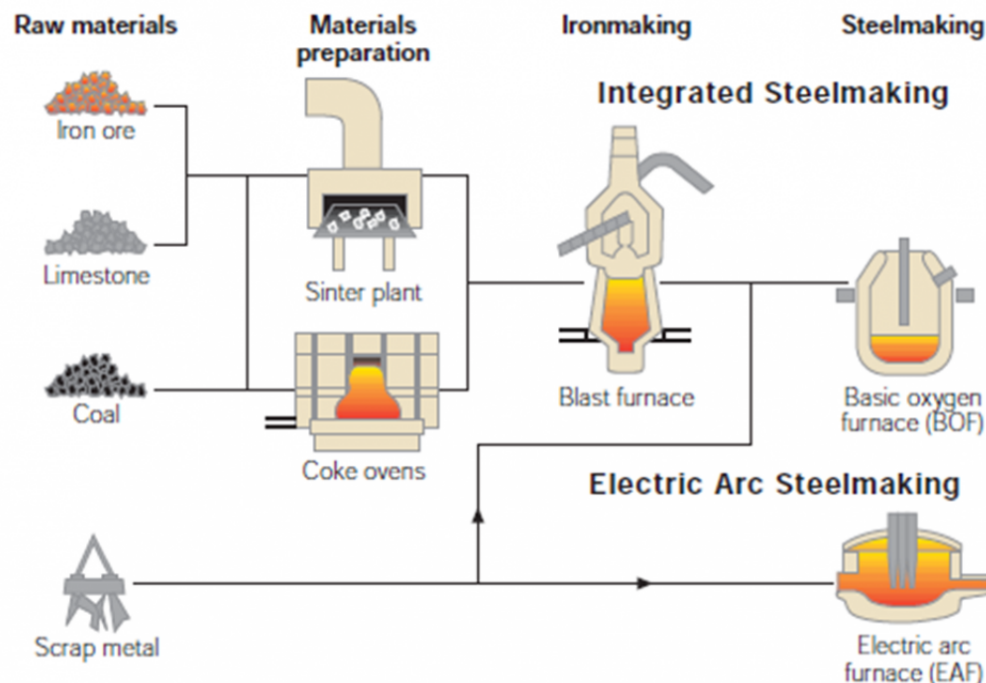 Raw materials
Materials
preparation
Ironmaking
Steelmaking
Integrated Steelmaking
Iron ore
Limestone
Sinter plant
Coal
Blast furnace
Basic oxygen
furnace (BOF)
Coke ovens
Electric Arc Steelmaking
Scrap metal
Electric arc
furnace (EAF)